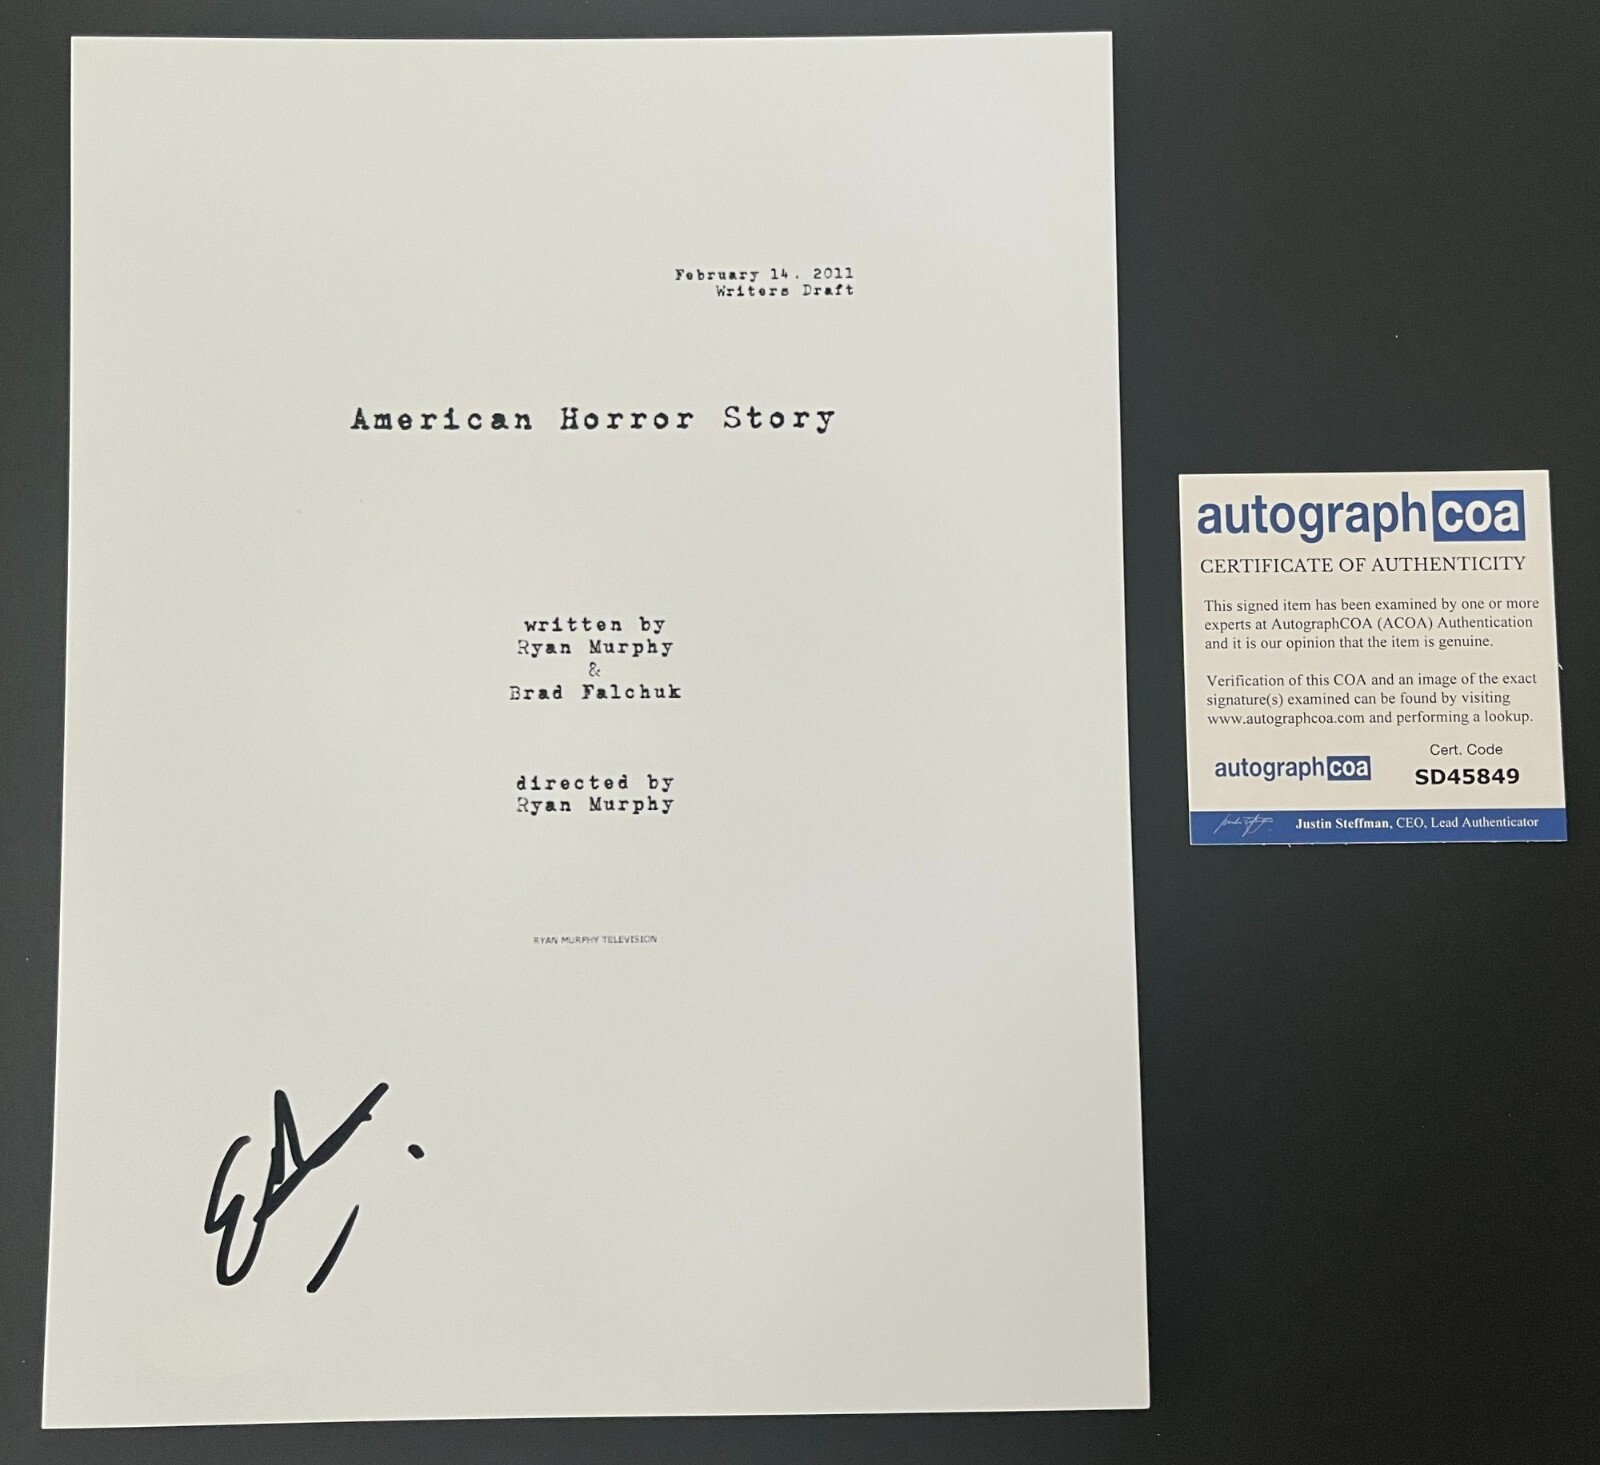 February 14. 2011
Writers Draft
American Horror Story
written by
Ryan Murphy
&
Brad Falchuk
directed by
Ryan Murphy
RYAN MURPHY TELEVISION
autograph coa
CERTIFICATE OF AUTHENTICITY
This signed item has been examined by one or more
experts at AutographCOA (ACOA) Authentication
and it is our opinion that the item is genuine.
Verification of this COA and an image of the exact
signature(s) examined can be found by visiting
www.autographcoa.com and performing a lookup.
Cert. Code
autograph coa
SD45849
Justin Steffman, CEO, Lead Authenticator